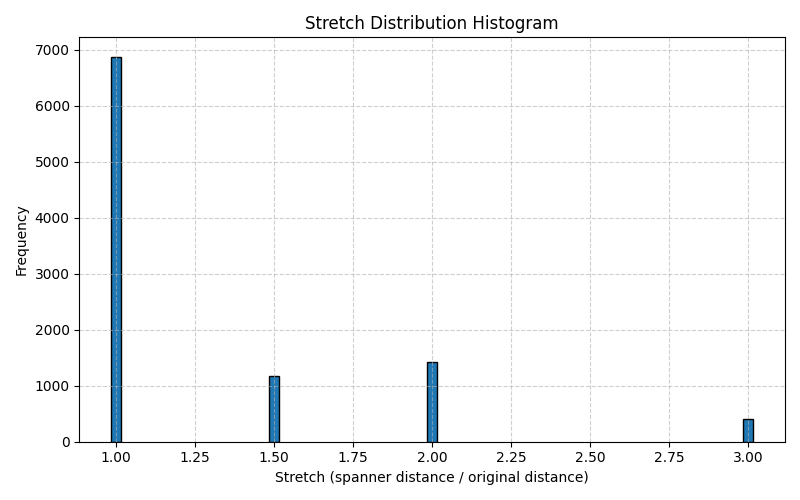 Stretch Distribution Histogram
Frequency
7000
6000
5000
4000
3000
2000
1000
0
1.00 1.25 1.50 1.75 2.00 2.25 2.50 2.75 3.00
Stretch (spanner distance / original distance)